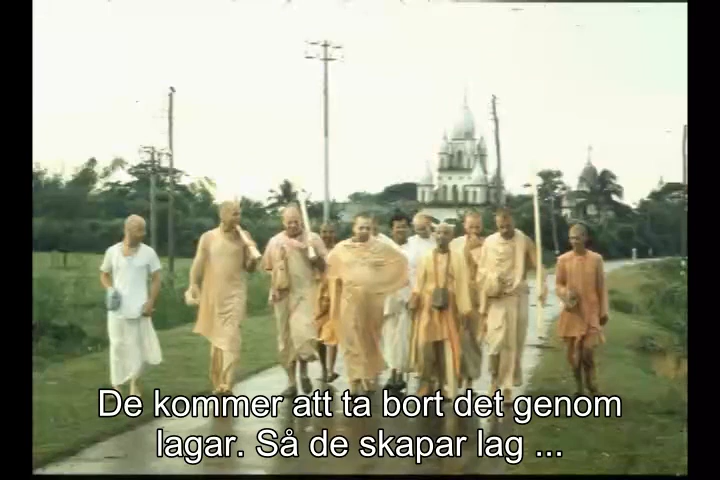 De kommer att ta bort det genom
lagar. Så de skapar lag ...